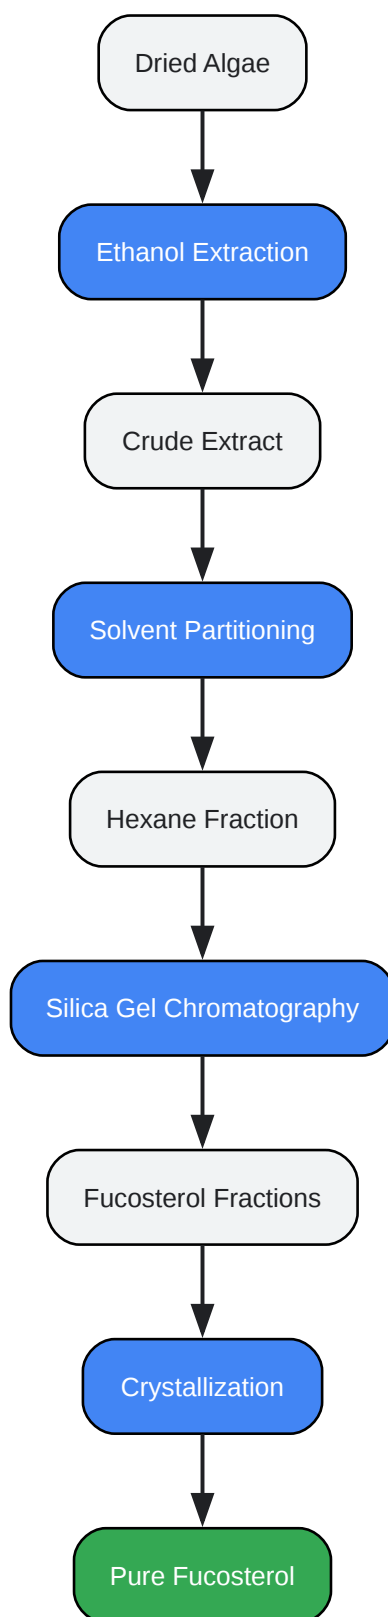 Dried Algae
Ethanol Extraction
Crude Extract
Solvent Partitioning
Hexane Fraction
Silica Gel Chromatography
Fucosterol Fractions
Crystallization
Pure Fucosterol